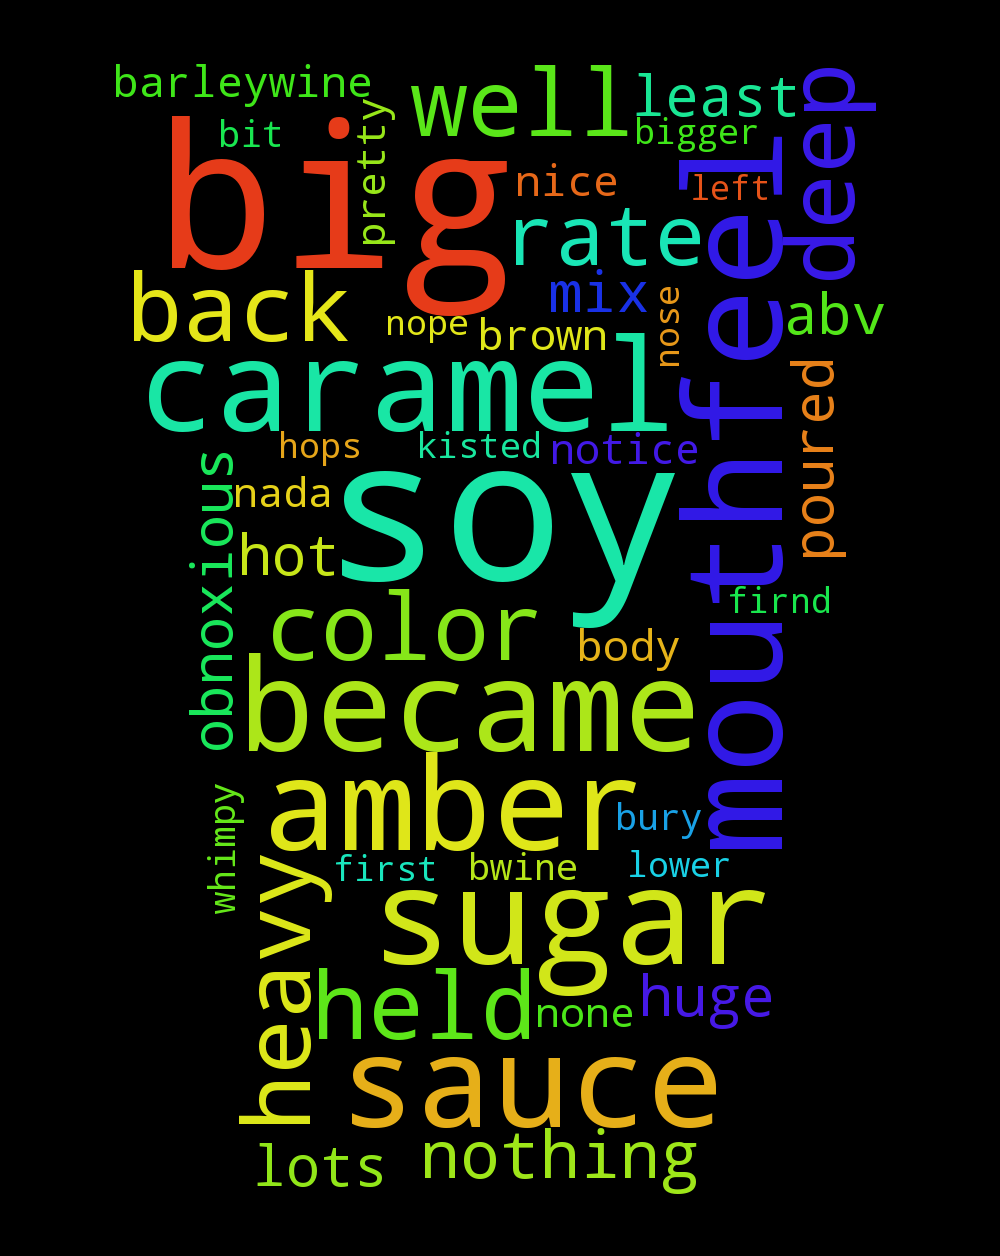 barleywine
well
least
deep
bit
pretty
bigger
big
nice
left
rate
mouthfeel
back
mix
nope
brown
nose
abv
caramel
poured
hops
kisted
notice
obnoxious
nada
soy
hot
firnd
color
body
became
amber
whimpy
bury
first
bwine
lower
heavy
sugar
held
none
huge
sauce
lots
nothing